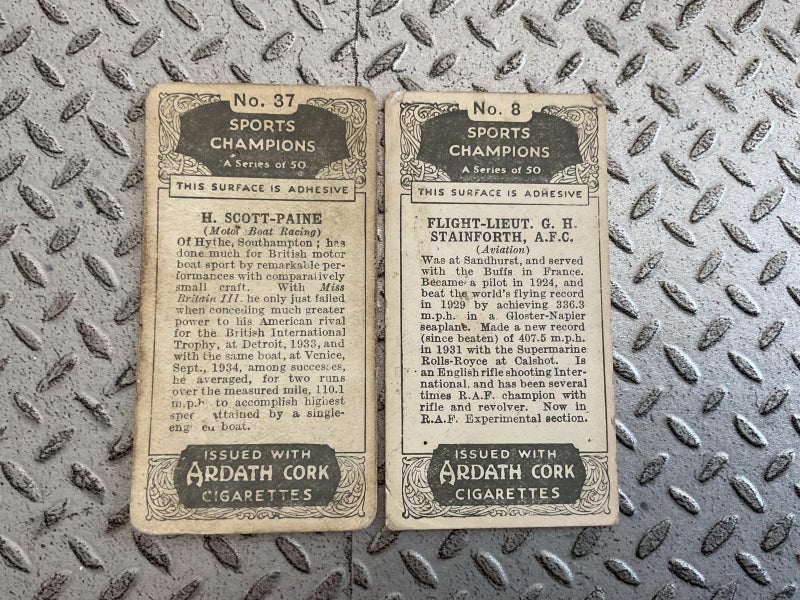 No. 37
SPORTS
CHAMPIONS
A Series of 50
THIS SURFACE IS ADHESIVE
H. SCOTT-PAINE
(Motor Boat Racing)
Of Hythe, Southampton; has
done much for British motor
boat sport by remarkable per-
formances with comparatively
small craft. With Miss
Britain III. he only just failed
when conceding much greater
power to his American rival
for the British International
Trophy, at Detroit, 1933, and
with the same boat, at Venice,
Sept., 1934, among successes,
he averaged, for two runs
over the measured mile, 110.1
m.p.h. to accomplish highest
attained by a single-
boat.
ISSUED WITH
ARDATH CORK
CIGARETTES
No. 8
SPORTS
CHAMPIONS
A Series of 50
THIS SURFACE IS ADHESIVE
FLIGHT-LIEUT. G. H.
STAINFORTH, A.F.C.
(Aviation)
Was at Sandhurst, and served
with the Buffs in France.
Became a pilot in 1924, and
beat the world's flying record
in 1929 by achieving 336.3
m.p.h. in a Gloster-Napier
seaplane. Made a new record
(since beaten) of 407.5 m.p.h.
in 1931 with the Supermarine
Rolls-Royce at Calshot. Is
an English rifle shooting Inter-
national, and has been several
times R.A.F. champion with
rifle and revolver. Now in
R.A.F. Experimental section.
ISSUED WITH
ARDATH CORK
CIGARETTES